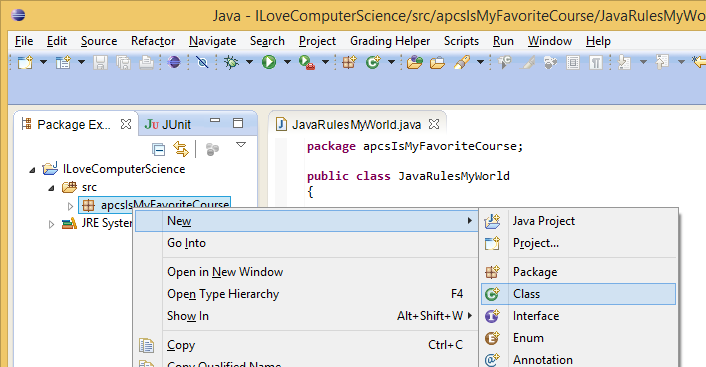 Java - ILoveComputerScience/src/apcsIsMyFavoriteCourse/JavaRulesMyWo
File Edit Source Refactor Navigate Search Project Grading Helper Run Window Help
Package Ex... JUnit
JavaRulesMyWorld.java
ILoveComputerScience
src
apcsIsMyFavoriteCourse
JRE System
package apcsIsMyFavoriteCourse;
public class JavaRulesMyWorld
{
New
Go Into
Open in New Window
Open Type Hierarchy F4
Show In Alt+Shift+W
Copy Ctrl+C
Copy Qualified Name
Java Project
Project...
Package
Class
Interface
Enum
Annotation